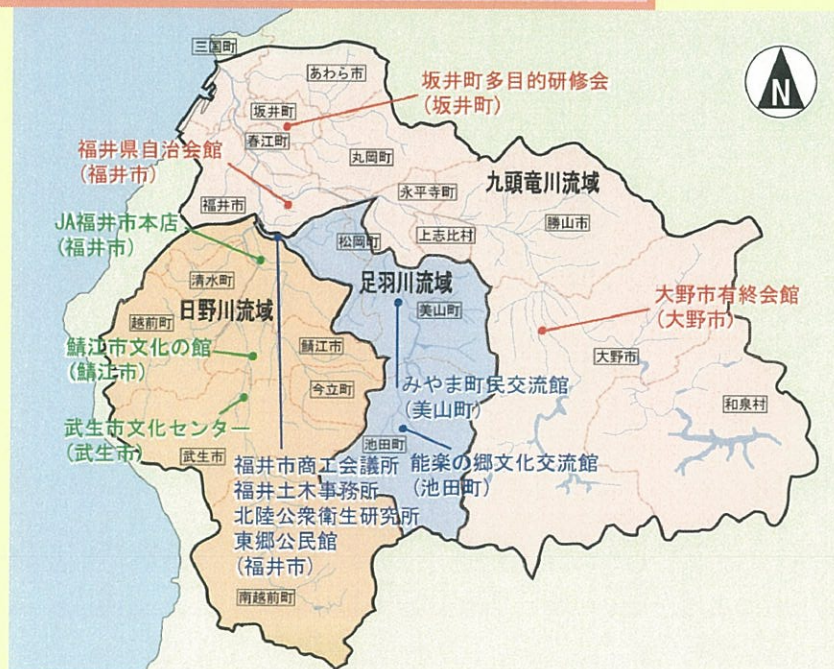 三国町
あわら市
坂井町多目的研修会
(坂井町)
N
坂井町
春江町
福井県自治会館
(福井市)
丸岡町
永平寺町
九頭竜川流域
福井市
勝山市
JA福井市本店
(福井市)
松岡町
上志比村
清水町
足羽川流域
日野川流域
越前町
美山町
大野市有終会館
(大野市)
鯖江市文化の館
(鯖江市)
鯖江市
大野市
今立町
みやま町民交流館
(美山町)
和泉村
武生市文化センター
(武生市)
池田町
武生市
福井市商工会議所
福井土木事務所
北陸公衆衛生研究所
東郷公民館
(福井市)
能楽の郷文化交流館
(池田町)
南越前町